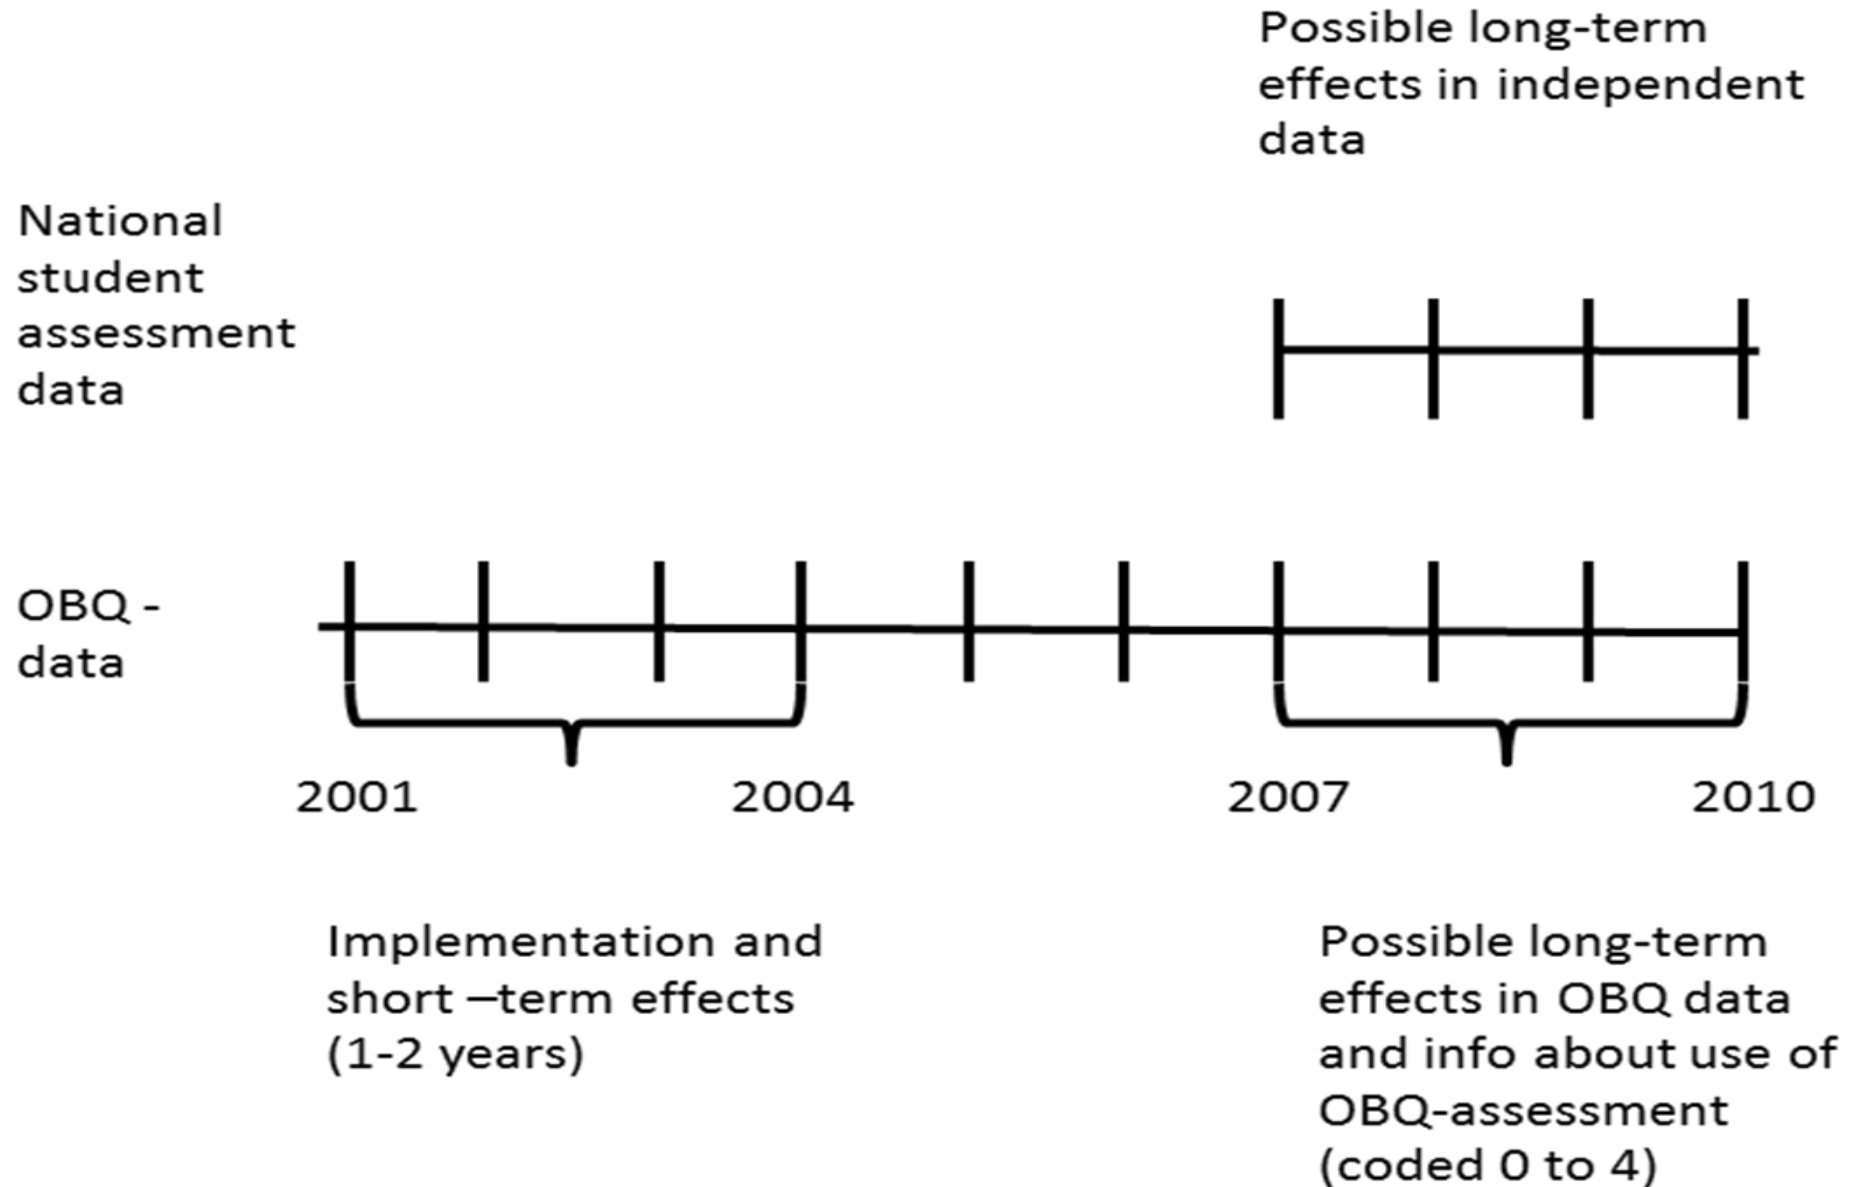 Possible long-term
effects in independent
data
National
student
assessment
data
OBQ -
data
2001 2004 2007 2010
Implementation and
short –term effects
(1-2 years)
Possible long-term
effects in OBQ data
and info about use of
OBQ-assessment
(coded 0 to 4)